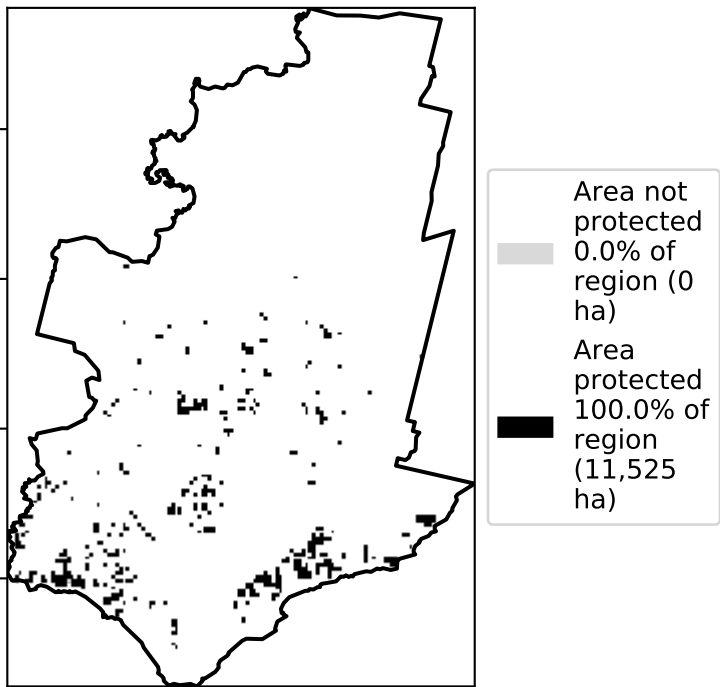 Area not
protected
0.0% of
region (0
ha)
Area
protected
100.0% of
region
(11,525
ha)